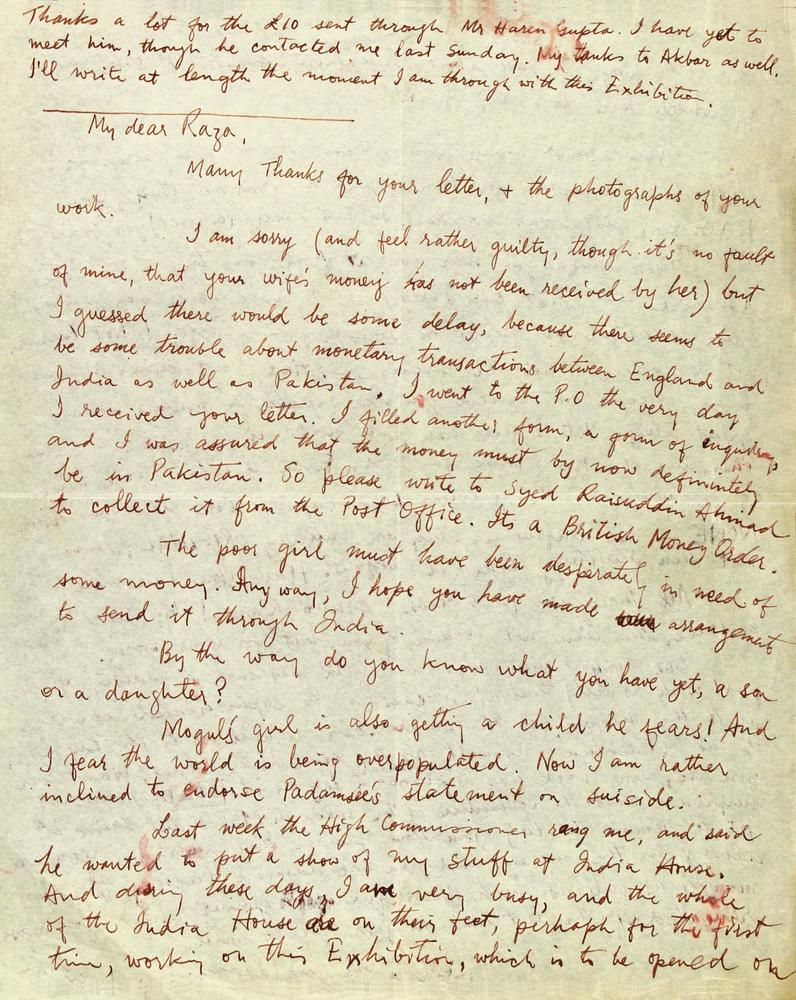 Thanks a lot for the £10 sent through Mr Haren Gupta. I have yet to
meet him, though he contacted me last Sunday. My tanks to Akbar as well.
I'll write at length the moment I am through with this Exhibition.
My dear Raza,
Many Thanks for your letter, + the photographs of your
work.
I am sorry (and feel rather guilty, though it's no fault
of mine, that your wife's money has not been received by her) but
I guessed there would be some delay, because there seems to
be some trouble about monetary transactions between England and
India as well as Pakistan. I went to the P.O the very day
I received your letter. I filled another form, a form of inquiry,
and I was assured that the money must by now definintely
be in Pakistan. So please write to Syed Raisuddin Ahmad
to collect it from the Post Office. Its a British Money Order.
The poor girl must have been desperately in need of
some money. Any way, I hope you have made arrangement
to send it through India.
By the way do you know what you have yet, a son
or a daughter?
Moguls' girl is also getting a child he fears! And
I fear the world is being overpopulated. Now I am rather
inclined to endorse Padamsee's statement on suiside.
Last week the High Commissioner rang me, and said
he wanted to put a show of my stuff at India House.
And during these days, I am very busy, and the whole
of the India House are on their feet, perhaph for the first
time, working on this Exhibition, which is to be opened on